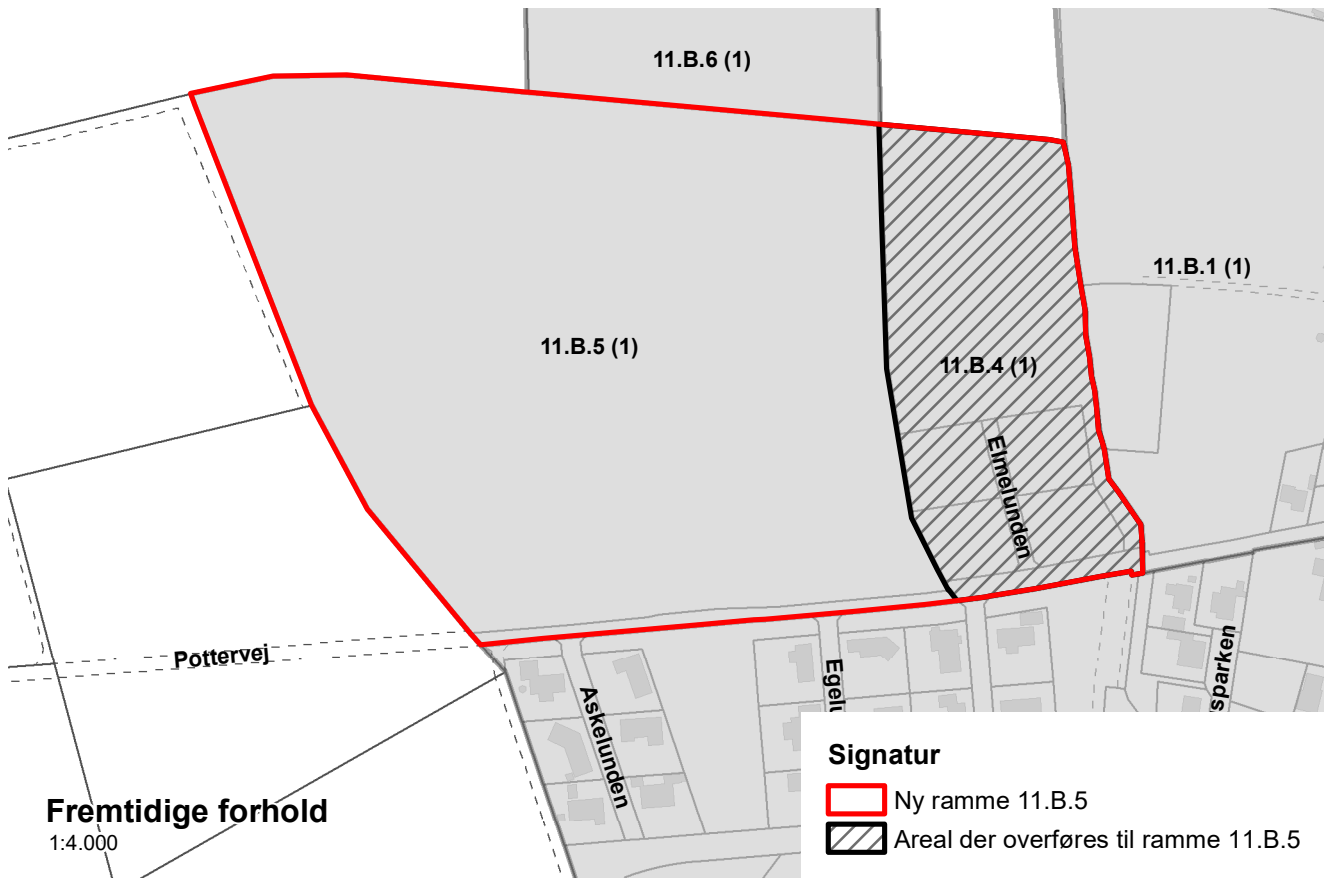 11.B.6 (1)
11.B.1 (1)
11.B.5 (1)
11.B.4 (1)
Elmelunden
Pottervej
Askelunden
Egelu
sparken
Signatur
Ny ramme 11.B.5
Areal der overføres til ramme 11.B.5
Fremtidige forhold
1:4.000